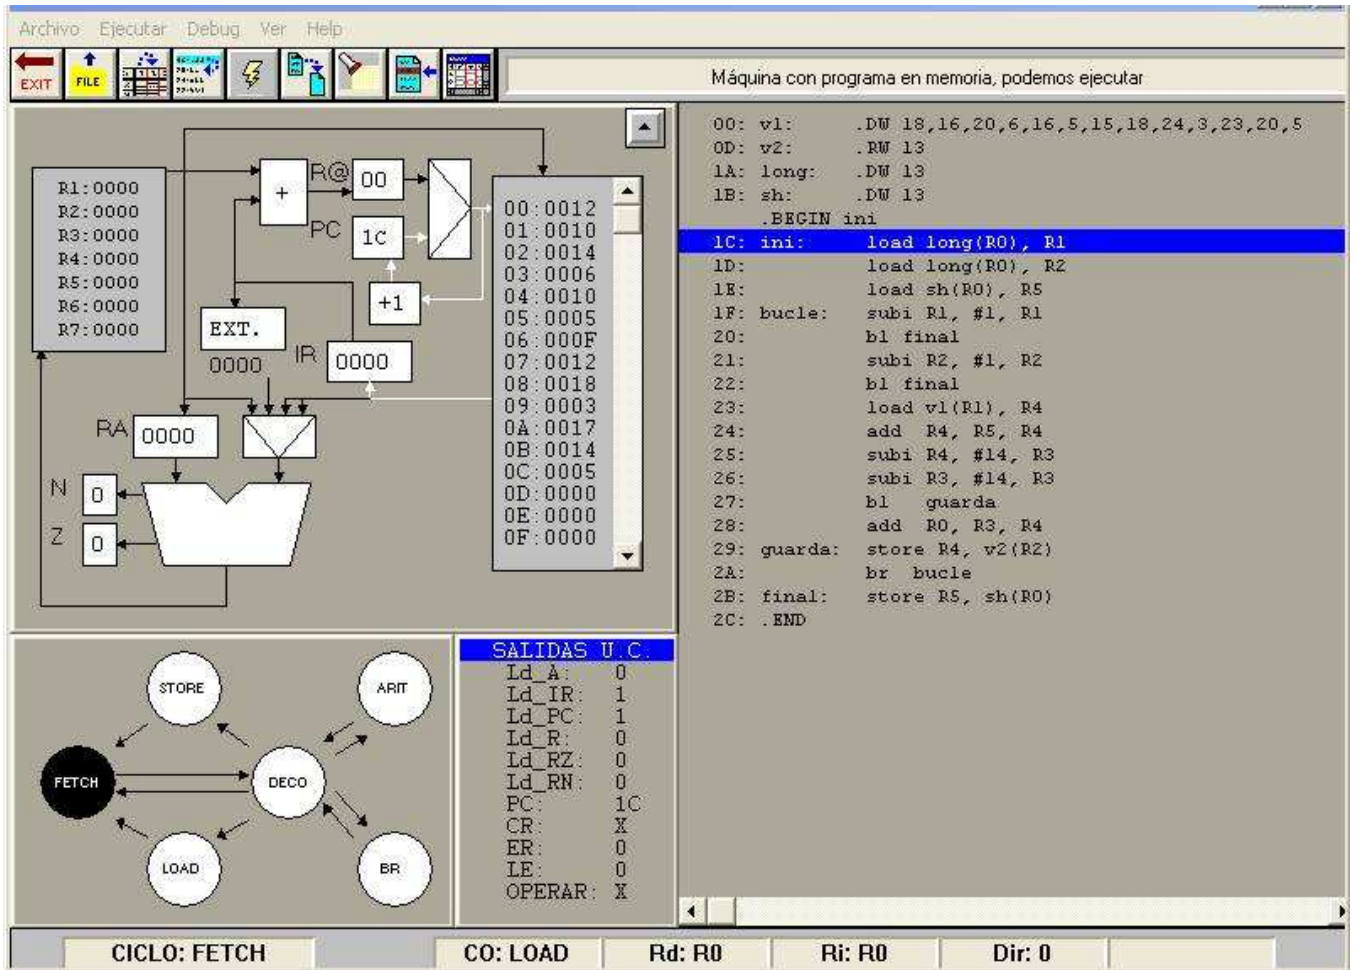 Archivo Ejecutar Debug Ver Help
EXIT FILE
Máquina con programa en memoria, podemos ejecutar
R1:0000
R2:0000
R3:0000
R4:0000
R5:0000
R6:0000
R7:0000
+
R@ 00
PC 1C
+1
EXT.
0000
IR 0000
RA 0000
N 0
Z 0
00:0012
01:0010
02:0014
03:0006
04:0010
05:0005
06:000F
07:0012
08:0018
09:0003
0A:0017
0B:0014
0C:0005
0D:0000
0E:0000
0F:0000
00: v1: .DW 18,16,20,6,16,5,15,18,24,3,23,20,5
0D: v2: .RW 13
1A: long: .DW 13
1B: sh: .DW 13
.BEGIN ini
1C: ini: load long(R0), R1
1D: load long(R0), R2
1E: load sh(R0), R5
1F: bucle: subi R1, #1, R1
20: bl final
21: subi R2, #1, R2
22: bl final
23: load v1(R1), R4
24: add R4, R5, R4
25: subi R4, #14, R3
26: subi R3, #14, R3
27: bl guarda
28: add R0, R3, R4
29: guarda: store R4, v2(R2)
2A: br bucle
2B: final: store R5, sh(R0)
2C: .END
STORE
ARIT
FETCH
DECO
LOAD
BR
SALIDAS U.C.
Ld_A: 0
Ld_IR: 1
Ld_PC: 1
Ld_R: 0
Ld_RZ: 0
Ld_RN: 0
PC: 1C
CR: X
ER: 0
LE: 0
OPERAR: X
CICLO: FETCH CO: LOAD Rd: R0 Ri: R0 Dir: 0